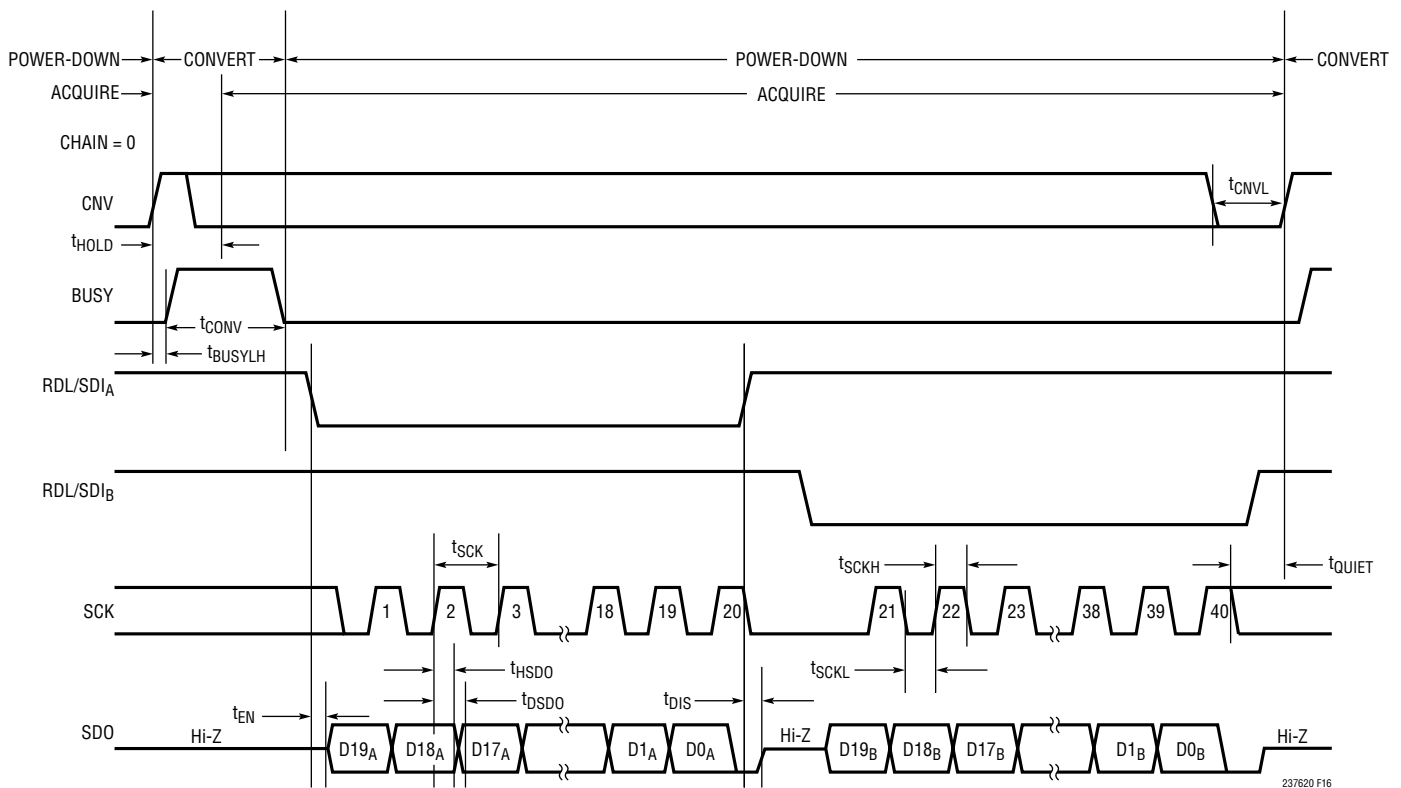 POWER-DOWN CONVERT POWER-DOWN CONVERT
ACQUIRE ACQUIRE
CHAIN = 0
CNV tCNVL
tHOLD
BUSY
tCONV
tBUSYLH
RDL/SDIA
RDL/SDIB
tSCK tSCKH tQUIET
SCK 1 2 3 18 19 20 21 22 23 38 39 40
tHSDO tSCKL
tDSDO tDIS
tEN
SDO Hi-Z D19A D18A D17A D1A D0A Hi-Z D19B D18B D17B D1B D0B Hi-Z
237620 F16